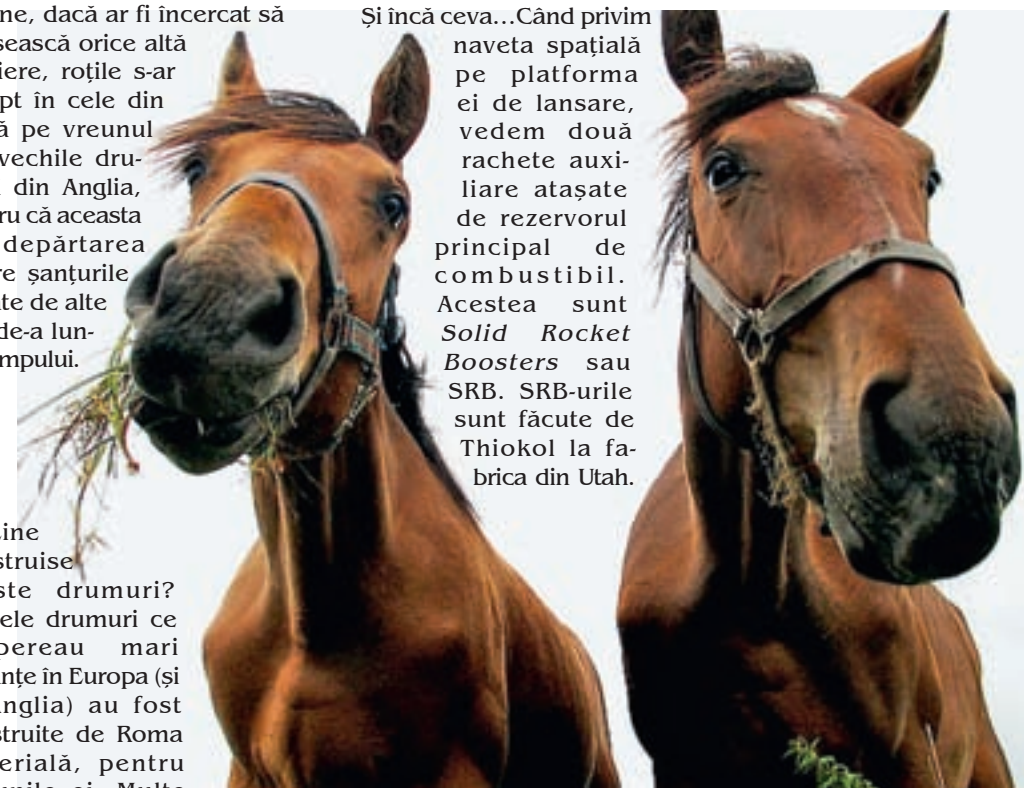 ne, dacă ar fi încercat să
sească orice altă
iere, roțile s-ar
pt în cele din
ă pe vreunul
vechile dru-
din Anglia,
ru că aceasta
depărtarea
re șanțurile
te de alte
de-a lun-
mpului.
ine
struise
ste drumuri?
ele drumuri ce
pereau mari
nțe în Europa (și
nglia) au fost
struite de Roma
erială, pentru
Și încă ceva...Când privim
naveta spațială
pe platforma
ei de lansare,
vedem două
rachete auxi-
liare atașate
de rezervorul
principal de
combustibil.
Acestea sunt
Solid Rocket
Boosters sau
SRB. SRB-urile
sunt făcute de
Thiokol la fa-
brica din Utah.